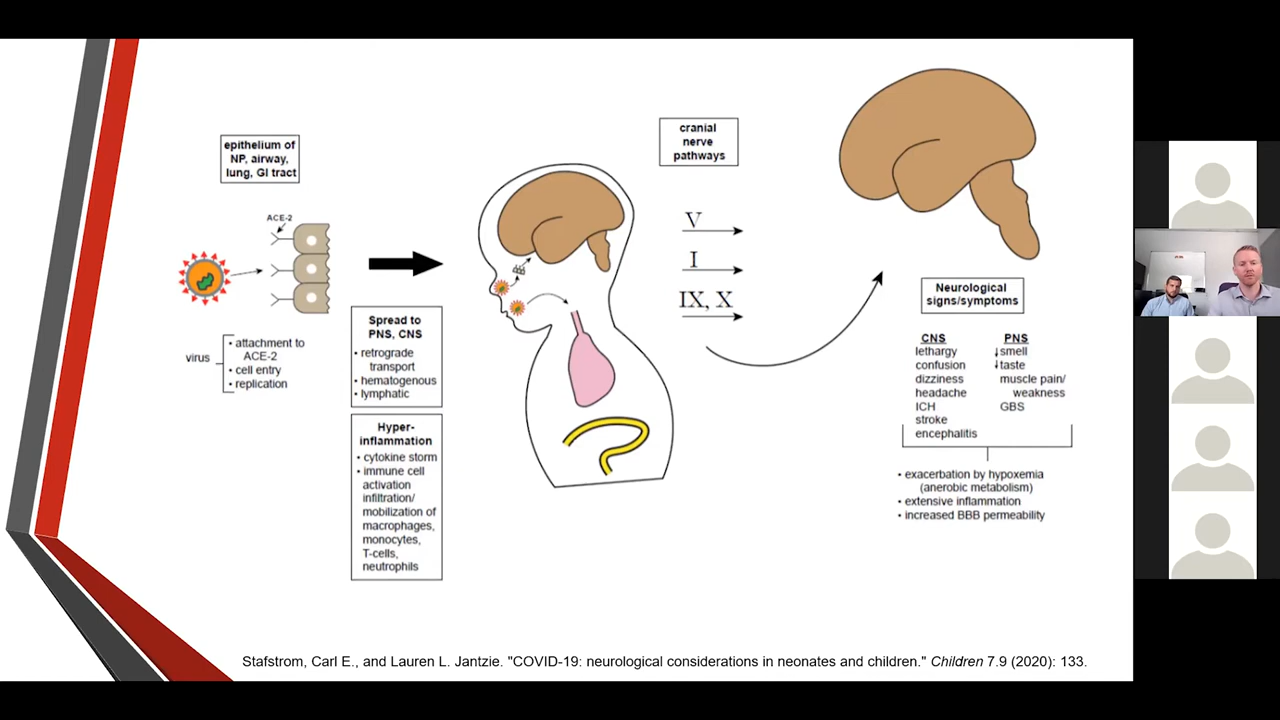 epithelium of
NP, airway,
lung, GI tract
ACE-2
virus
• attachment to
ACE-2
• cell entry
• replication
Spread to
PNS, CNS
• retrograde
transport
• hematogenous
• lymphatic
Hyper-
inflammation
• cytokine storm
• immune cell
activation
infiltration/
mobilization of
macrophages,
monocytes,
T-cells,
neutrophils
cranial
nerve
pathways
V
I
IX, X
Neurological
signs/symptoms
CNS
lethargy
confusion
dizziness
headache
ICH
stroke
encephalitis
PNS
↓smell
↓taste
muscle pain/
weakness
GBS
• exacerbation by hypoxemia
(anerobic metabolism)
• extensive inflammation
• increased BBB permeability
Stafstrom, Carl E., and Lauren L. Jantzie. "COVID-19: neurological considerations in neonates and children." Children 7.9 (2020): 133.